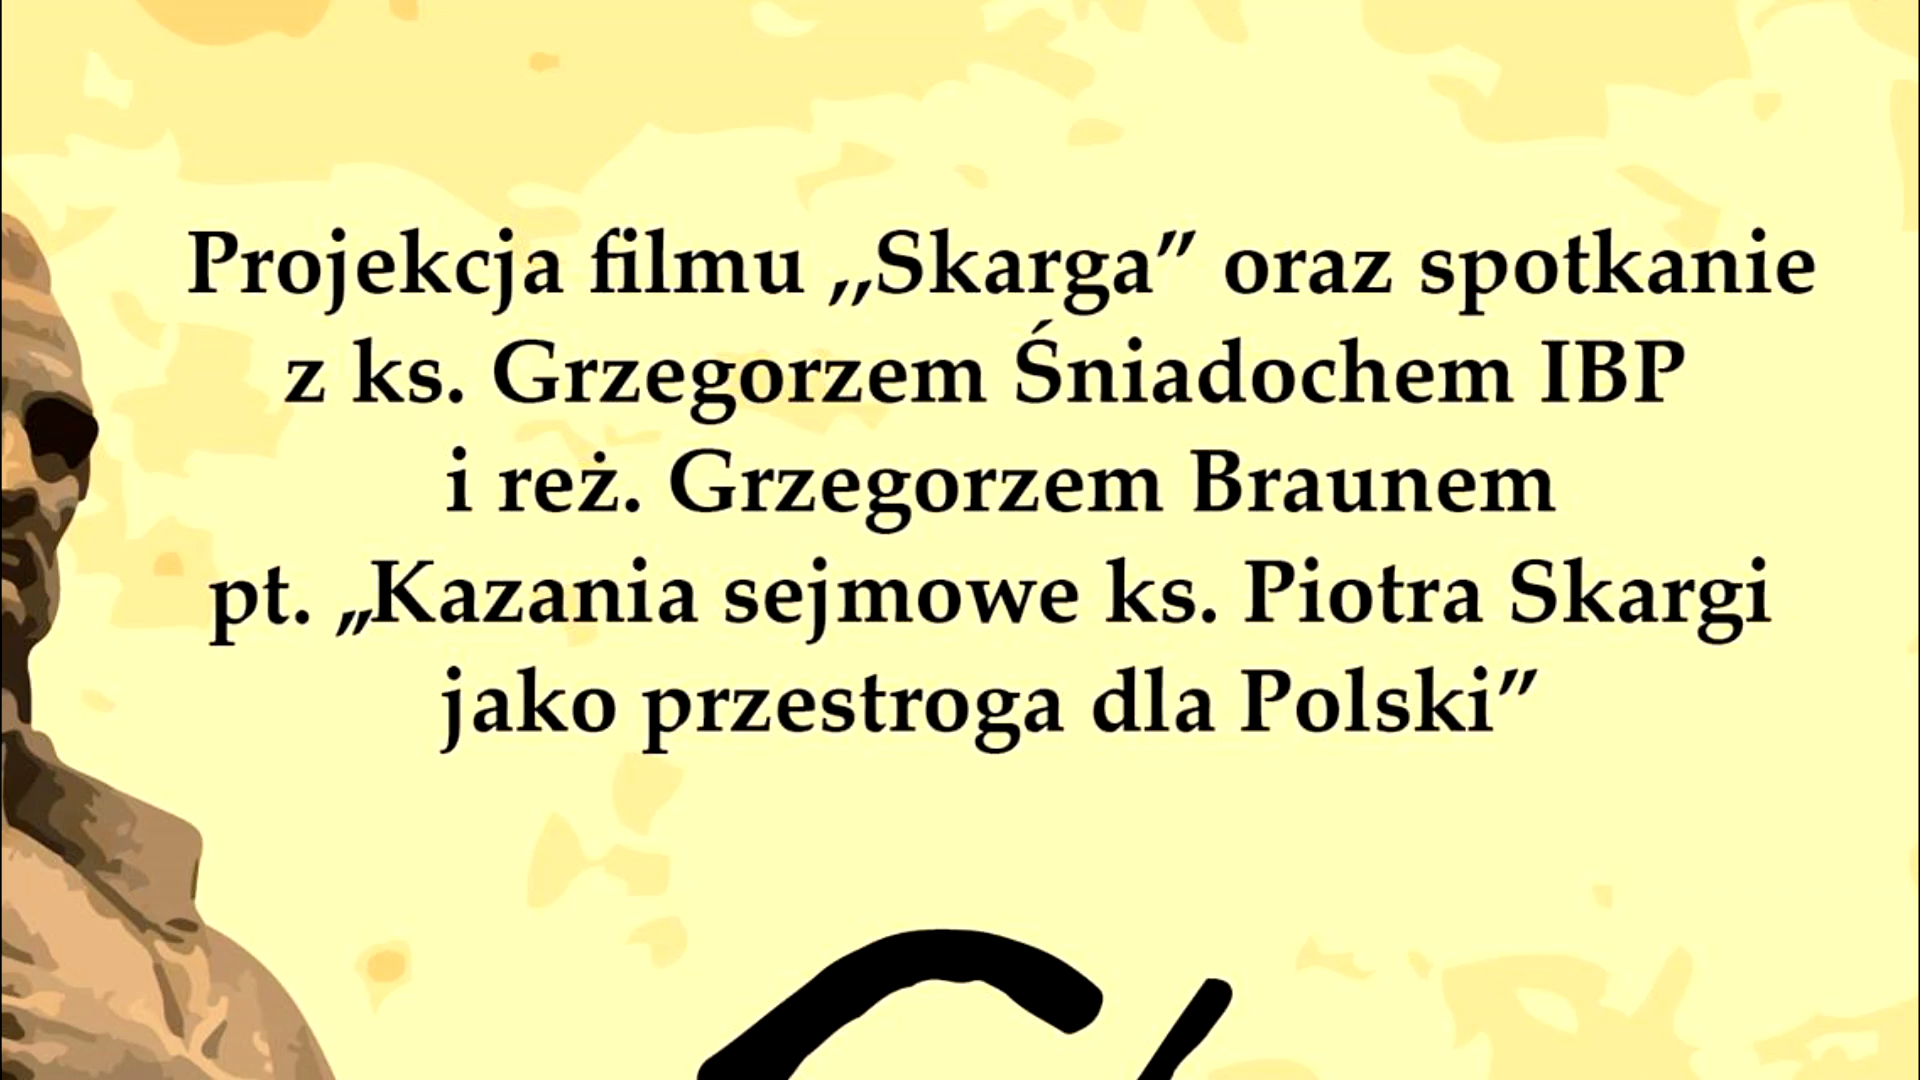 Projekcja filmu ,,Skarga” oraz spotkanie
z ks. Grzegorzem Śniadochem IBP
i reż. Grzegorzem Braunem
pt. „Kazania sejmowe ks. Piotra Skargi
jako przestroga dla Polski”